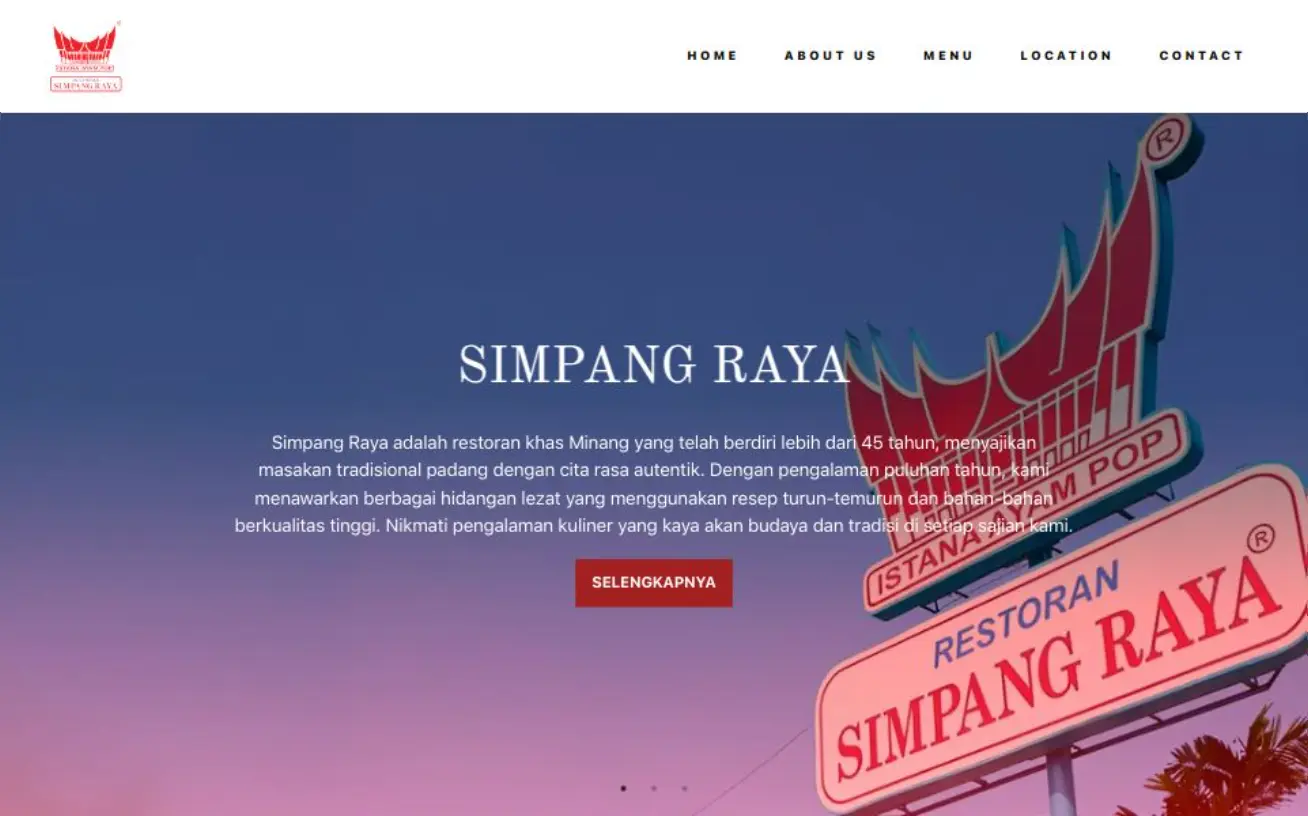 SIMPANG RAYA
HOME ABOUT US MENU LOCATION CONTACT
SIMPANG RAYA
Simpang Raya adalah restoran khas Minang yang telah berdiri lebih dari 45 tahun, menyajikan
masakan tradisional padang dengan cita rasa autentik. Dengan pengalaman puluhan tahun, kami
menawarkan berbagai hidangan lezat yang menggunakan resep turun-temurun dan bahan-bahan
berkualitas tinggi. Nikmati pengalaman kuliner yang kaya akan budaya dan tradisi di setiap sajian kami.
SELENGKAPNYA
®
ISTANA AYAM POP
RESTORAN ®
SIMPANG RAYA